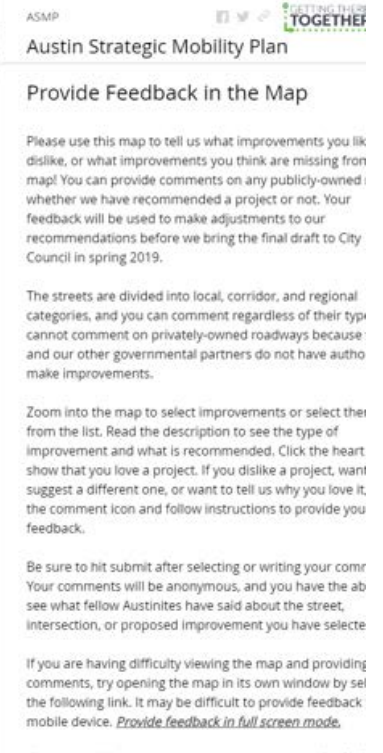 ASMP
GETTING THERE
TOGETHER
Austin Strategic Mobility Plan
Provide Feedback in the Map
Please use this map to tell us what improvements you lik
dislike, or what improvements you think are missing from
map! You can provide comments on any publicly-owned
whether we have recommended a project or not. Your
feedback will be used to make adjustments to our
recommendations before we bring the final draft to City
Council in spring 2019.
The streets are divided into local, corridor, and regional
categories, and you can comment regardless of their type
cannot comment on privately-owned roadways because
and our other governmental partners do not have autho
make improvements.
Zoom into the map to select improvements or select the
from the list. Read the description to see the type of
improvement and what is recommended. Click the heart
show that you love a project. If you dislike a project, want
suggest a different one, or want to tell us why you love it,
the comment icon and follow instructions to provide you
feedback.
Be sure to hit submit after selecting or writing your comm
Your comments will be anonymous, and you have the ab
see what fellow Austinites have said about the street,
intersection, or proposed improvement you have selecte
If you are having difficulty viewing the map and providing
comments, try opening the map in its own window by sel
the following link. It may be difficult to provide feedback
mobile device. Provide feedback in full screen mode.